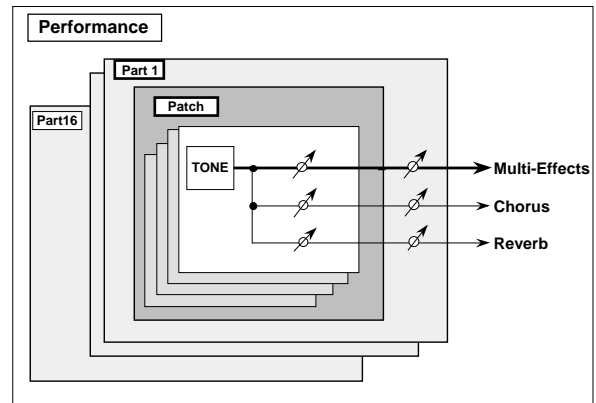 Performance
Part 1
Patch
Part16
TONE
Multi-Effects
Chorus
Reverb